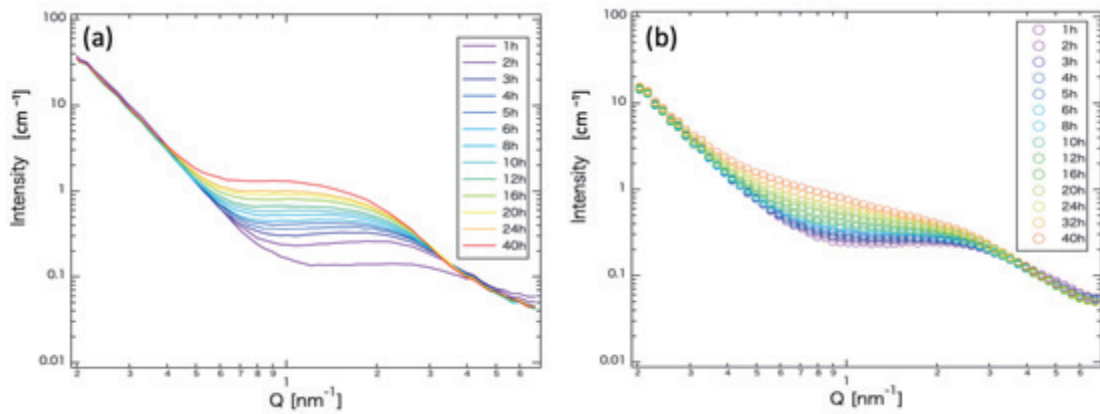 (a)
100
10
1
0.1
0.01
Intensity [cm⁻¹]
2 3 4 5 6 7 8 9 1 2 3 4 5 6
Q [nm⁻¹]
1h
2h
3h
4h
5h
6h
8h
10h
12h
16h
20h
24h
40h
(b)
100
10
1
0.1
0.01
Intensity [cm⁻¹]
2 3 4 5 6 7 8 9 1 2 3 4 5 6
Q [nm⁻¹]
1h
2h
3h
4h
5h
6h
8h
10h
12h
16h
20h
24h
32h
40h